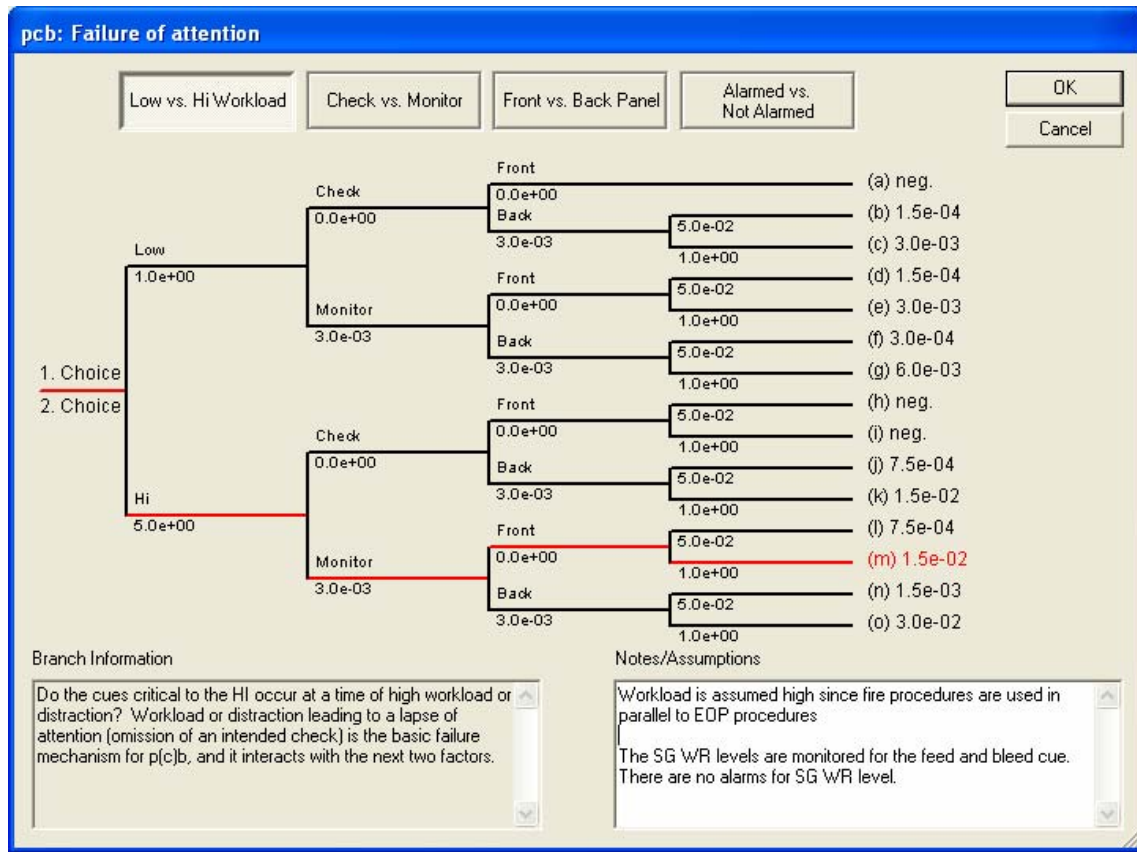 pcb: Failure of attention
Low vs. Hi Workload
Check vs. Monitor
Front vs. Back Panel
Alarmed vs.
Not Alarmed
OK
Cancel
1. Choice
2. Choice
Low
1.0e+00
Hi
5.0e+00
Check
0.0e+00
Monitor
3.0e-03
Check
0.0e+00
Monitor
3.0e-03
Front
0.0e+00
Back
3.0e-03
Front
0.0e+00
Back
3.0e-03
Front
0.0e+00
Back
3.0e-03
Front
0.0e+00
Back
3.0e-03
5.0e-02
1.0e+00
5.0e-02
1.0e+00
5.0e-02
1.0e+00
5.0e-02
1.0e+00
5.0e-02
1.0e+00
5.0e-02
1.0e+00
5.0e-02
1.0e+00
(a) neg.
(b) 1.5e-04
(c) 3.0e-03
(d) 1.5e-04
(e) 3.0e-03
(f) 3.0e-04
(g) 6.0e-03
(h) neg.
(i) neg.
(j) 7.5e-04
(k) 1.5e-02
(l) 7.5e-04
(m) 1.5e-02
(n) 1.5e-03
(o) 3.0e-02
Branch Information
Do the cues critical to the HI occur at a time of high workload or
distraction? Workload or distraction leading to a lapse of
attention (omission of an intended check) is the basic failure
mechanism for p(c)b, and it interacts with the next two factors.
Notes/Assumptions
Workload is assumed high since fire procedures are used in
parallel to EOP procedures
The SG WR levels are monitored for the feed and bleed cue.
There are no alarms for SG WR level.